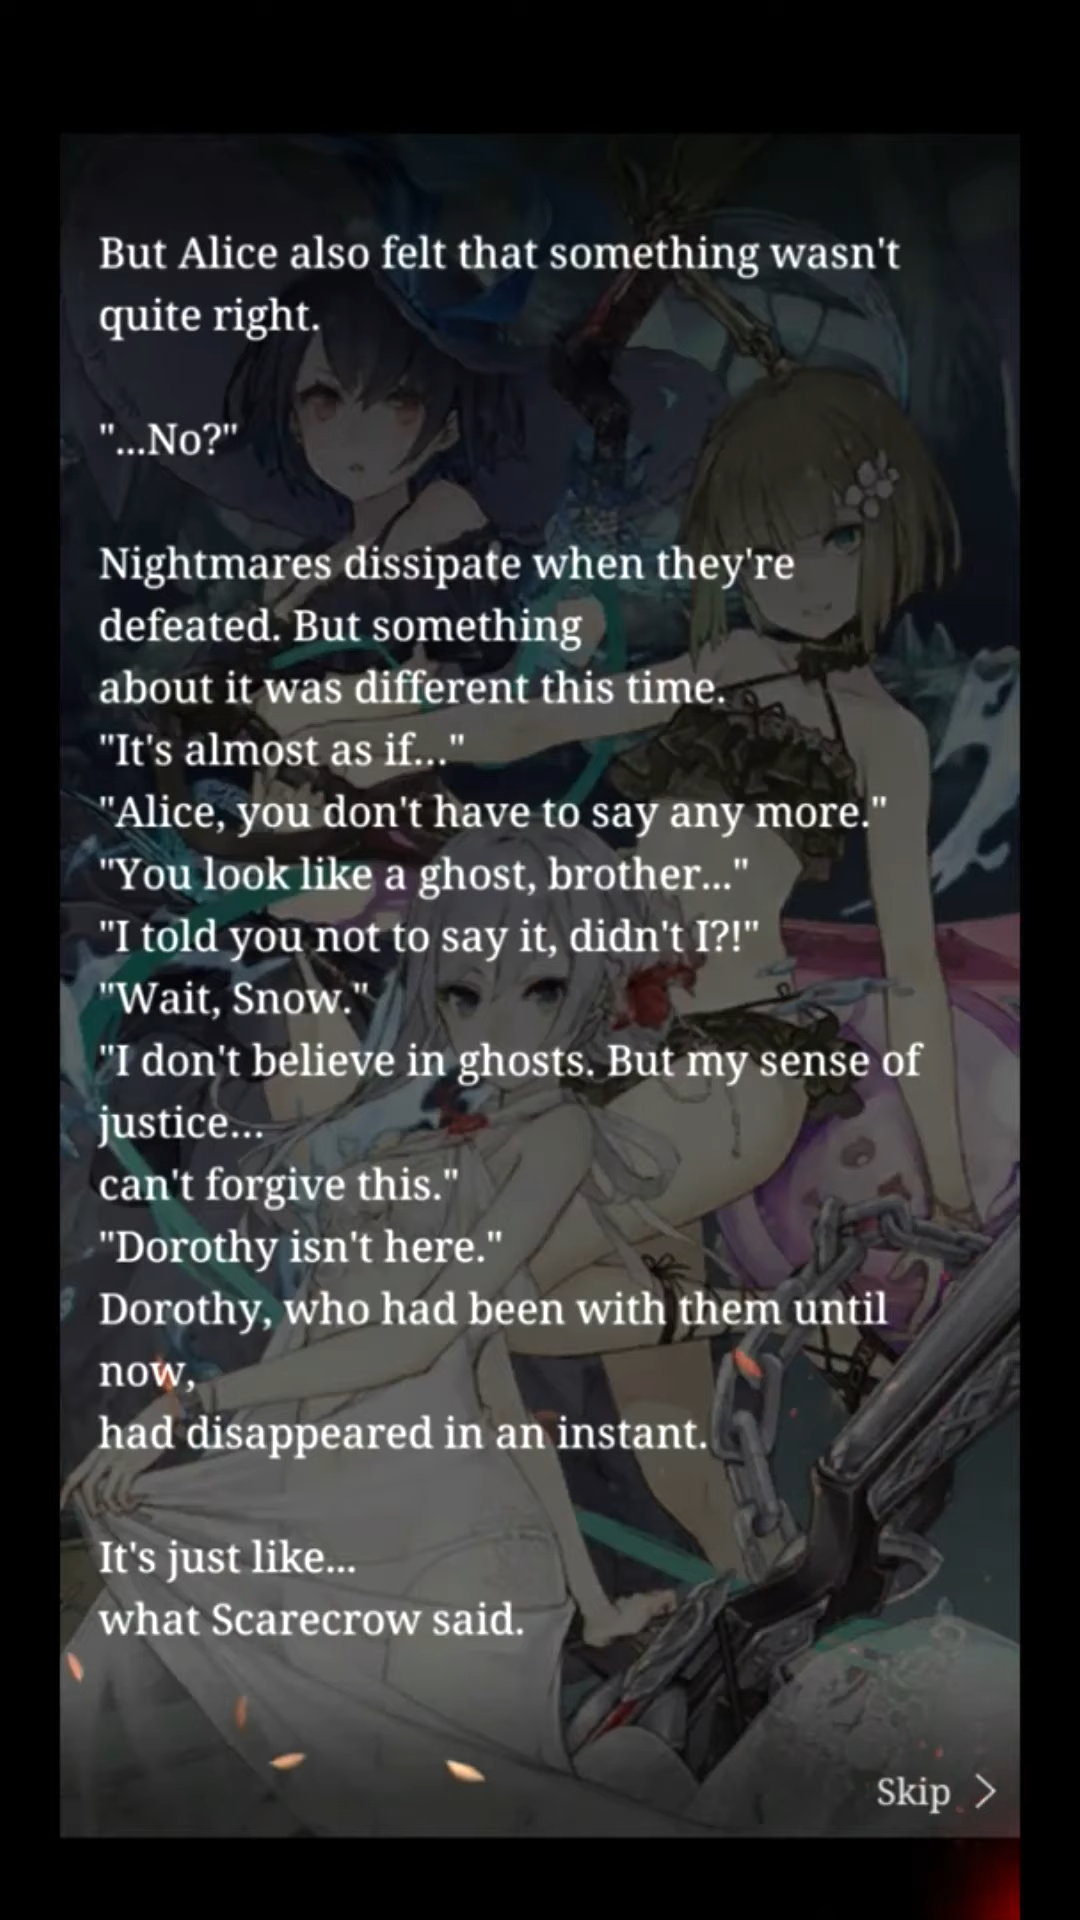 But Alice also felt that something wasn't
quite right.
"...No?"
Nightmares dissipate when they're
defeated. But something
about it was different this time.
"It's almost as if..."
"Alice, you don't have to say any more."
"You look like a ghost, brother..."
"I told you not to say it, didn't I?!"
"Wait, Snow."
"I don't believe in ghosts. But my sense of
justice...
can't forgive this."
"Dorothy isn't here."
Dorothy, who had been with them until
now,
had disappeared in an instant.
It's just like...
what Scarecrow said.
Skip >